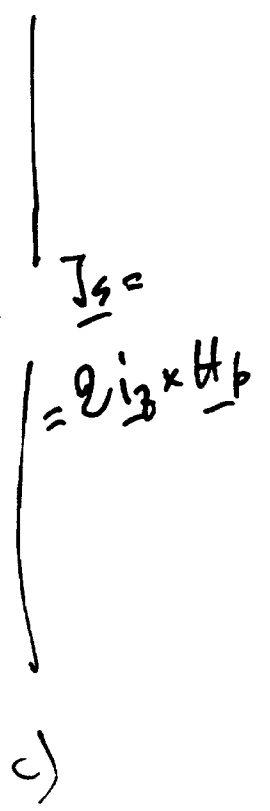 J_s =
= 2 i_z × H_p
c)